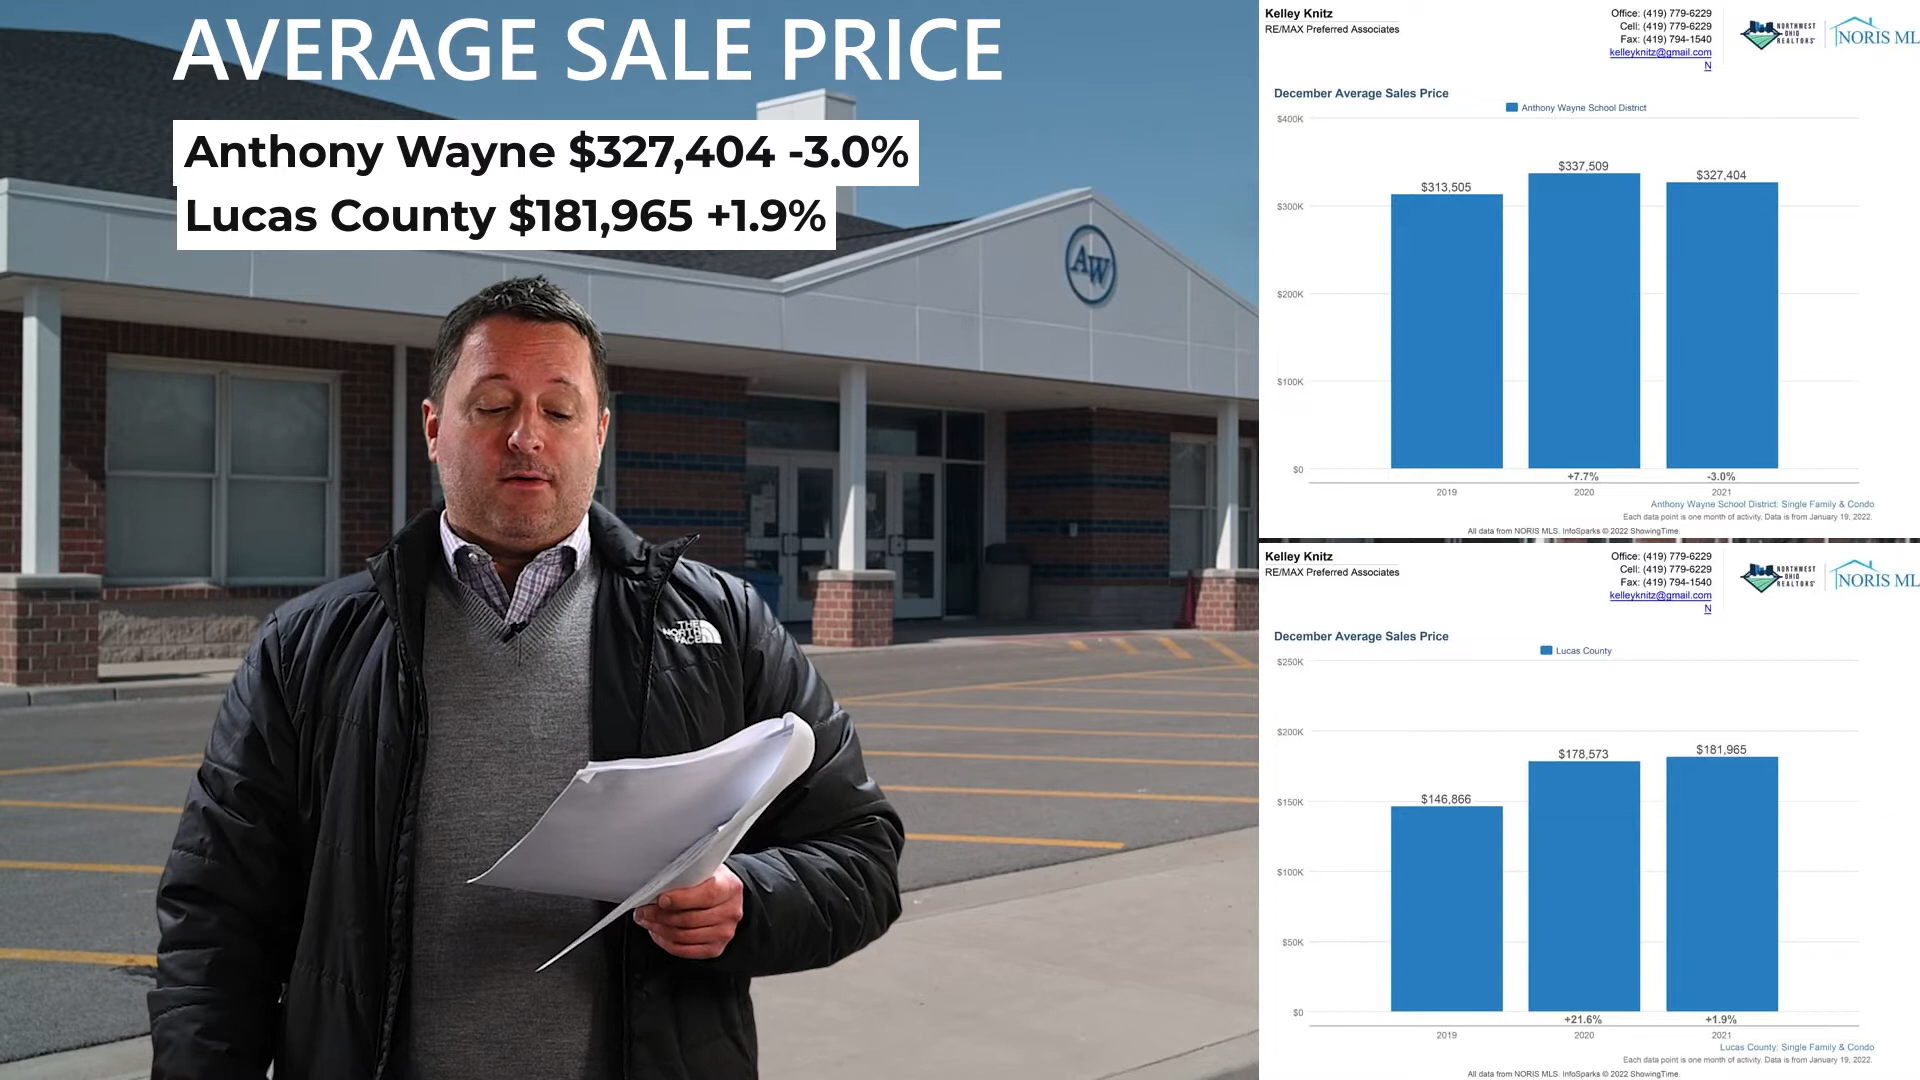 AVERAGE SALE PRICE
Anthony Wayne $327,404 -3.0%
Lucas County $181,965 +1.9%
AW
THE
NORTH
FACE
Kelley Knitz
RE/MAX Preferred Associates
Office: (419) 779-6229
Cell: (419) 779-6229
Fax: (419) 794-1540
kelleyknitz@gmail.com
N
NORTHWEST
OHIO
REALTORS®
NORIS ML
December Average Sales Price
Anthony Wayne School District
$400K
$300K
$200K
$100K
$0
$313,505
$337,509
$327,404
+7.7%
-3.0%
2019
2020
2021
Anthony Wayne School District: Single Family & Condo
Each data point is one month of activity. Data is from January 19, 2022.
All data from NORIS MLS. InfoSparks © 2022 ShowingTime.
Kelley Knitz
RE/MAX Preferred Associates
Office: (419) 779-6229
Cell: (419) 779-6229
Fax: (419) 794-1540
kelleyknitz@gmail.com
N
NORTHWEST
OHIO
REALTORS®
NORIS ML
December Average Sales Price
Lucas County
$250K
$200K
$150K
$100K
$50K
$0
$146,866
$178,573
$181,965
+21.6%
+1.9%
2019
2020
2021
Lucas County: Single Family & Condo
Each data point is one month of activity. Data is from January 19, 2022.
All data from NORIS MLS. InfoSparks © 2022 ShowingTime.